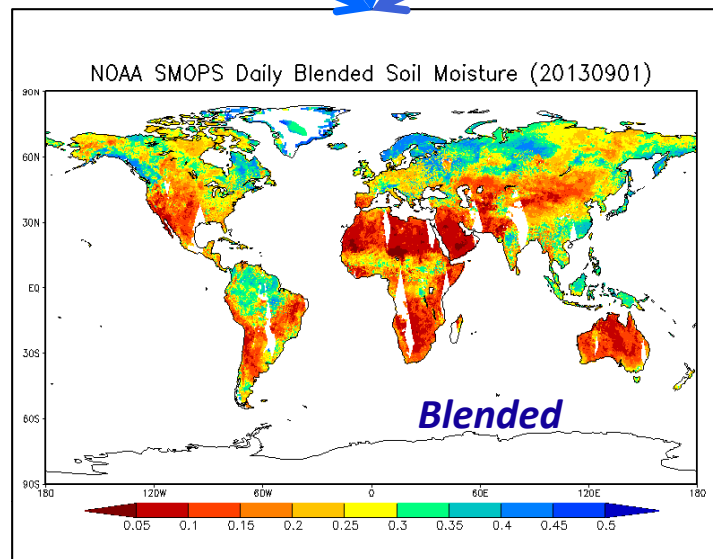 NOAA SMOPS Daily Blended Soil Moisture (20130901)
90N
60N
30N
EQ
30S
60S
90S
Blended
180 120W 60W 0 60E 120E 180
0.05 0.1 0.15 0.2 0.25 0.3 0.35 0.4 0.45 0.5